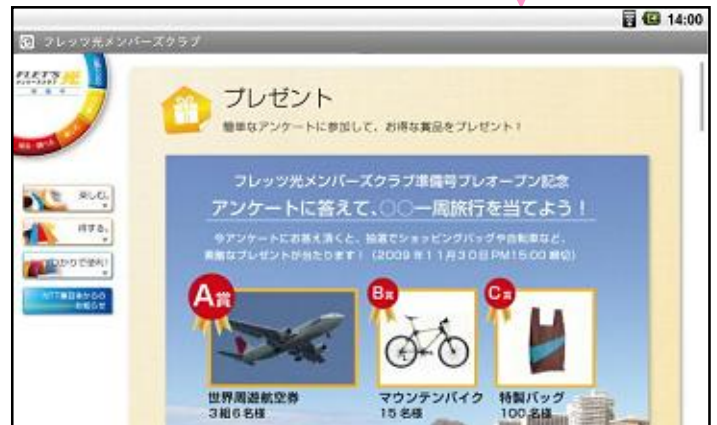 14:00
フレッツ光メンバーズクラブ
FLET'S 光
プレゼント
簡単なアンケートに参加して、お得な賞品をプレゼント！
フレッツ光メンバーズクラブ準備号プレオープン記念
アンケートに答えて、○○一周旅行を当てよう！
今アンケートにお答え頂くと、抽選でショッピングバッグや自転車など、
素敵なプレゼントが当たります！（2009年11月30日PM15:00締切）
楽しむ。
得する。
ひかりで便利！
NTT東日本からの
お知らせ
A賞
B賞
C賞
世界周遊航空券
3組6名様
マウンテンバイク
15名様
特製バッグ
100名様